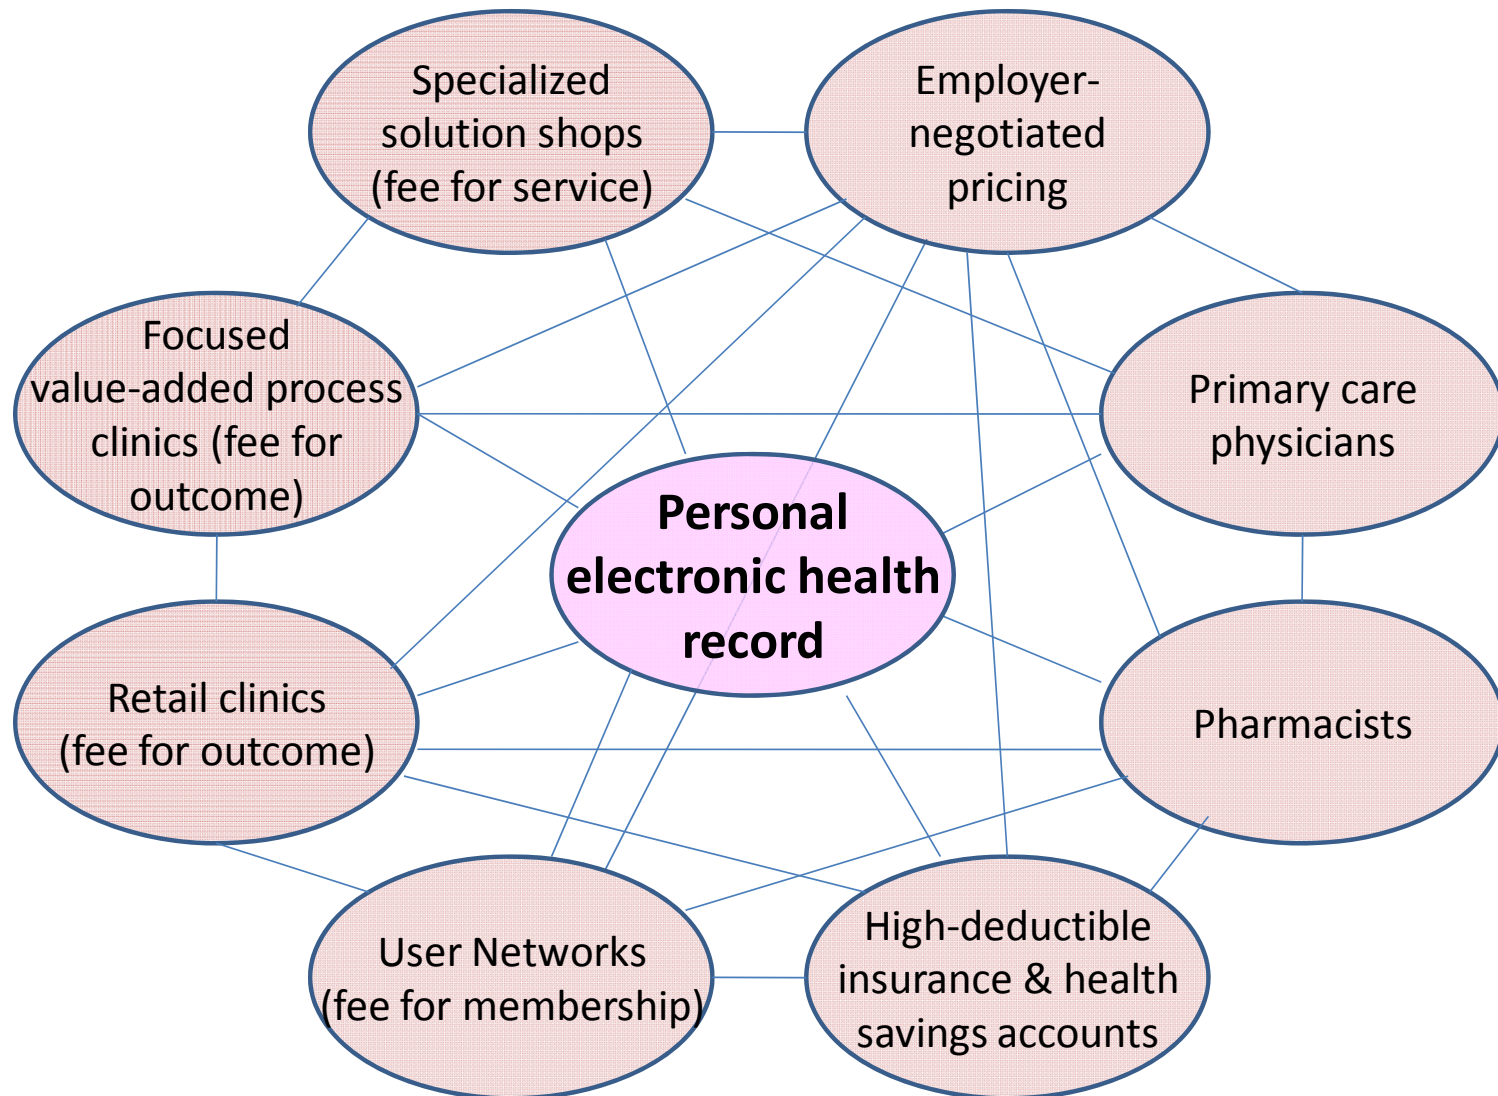 Specialized
solution shops
(fee for service)
Employer-
negotiated
pricing
Focused
value-added process
clinics (fee for
outcome)
Primary care
physicians
Personal
electronic health
record
Retail clinics
(fee for outcome)
Pharmacists
User Networks
(fee for membership)
High-deductible
insurance & health
savings accounts